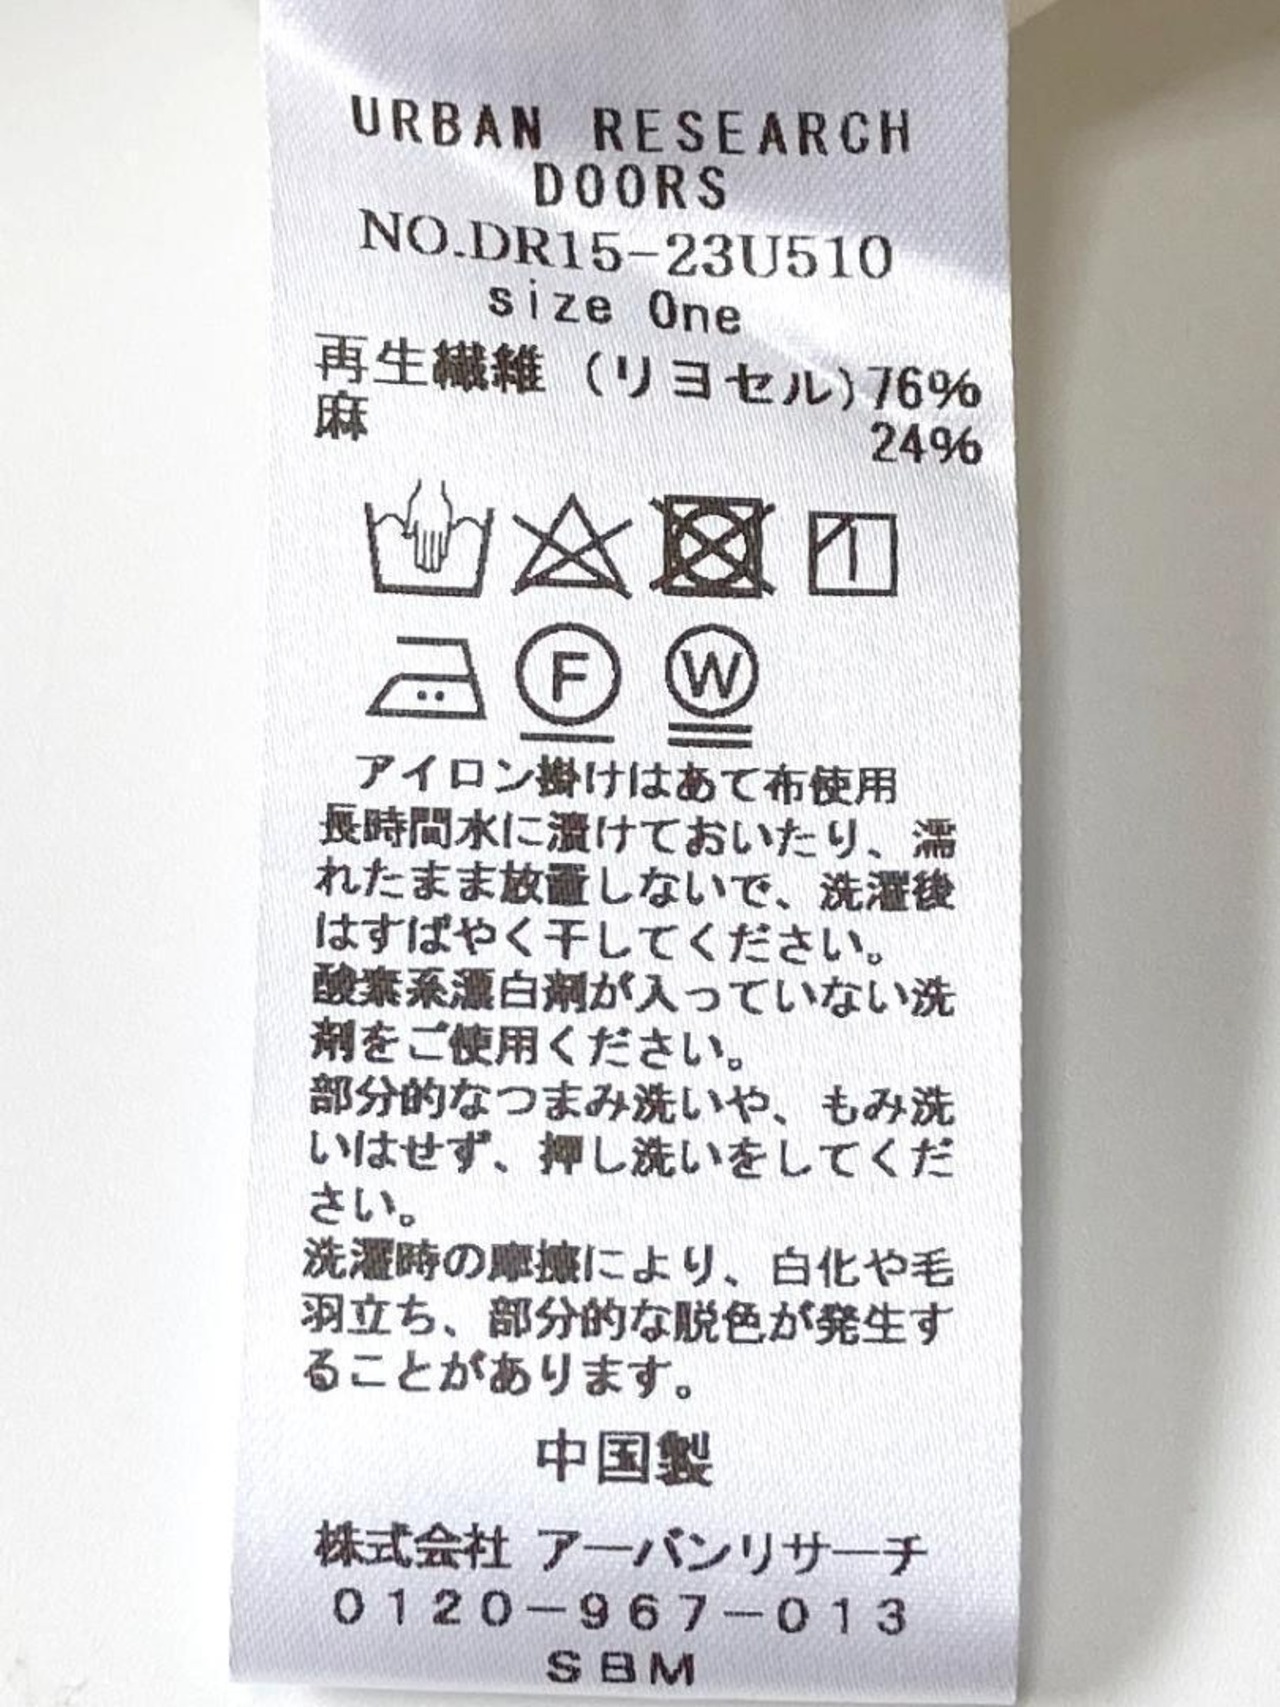 URBAN RESEARCH
DOORS
NO.DR15-23U510
size One
再生繊維 (リヨセル) 76%
麻 24%
F W
アイロン掛けはあて布使用
長時間水に漬けておいたり、濡
れたまま放置しないで、洗濯後
はすばやく干してください。
酸素系漂白剤が入っていない洗
剤をご使用ください。
部分的なつまみ洗いや、もみ洗
いはせず、押し洗いをしてくだ
さい。
洗濯時の摩擦により、白化や毛
羽立ち、部分的な脱色が発生す
ることがあります。
中国製
株式会社 アーバンリサーチ
0120-967-013
SBM